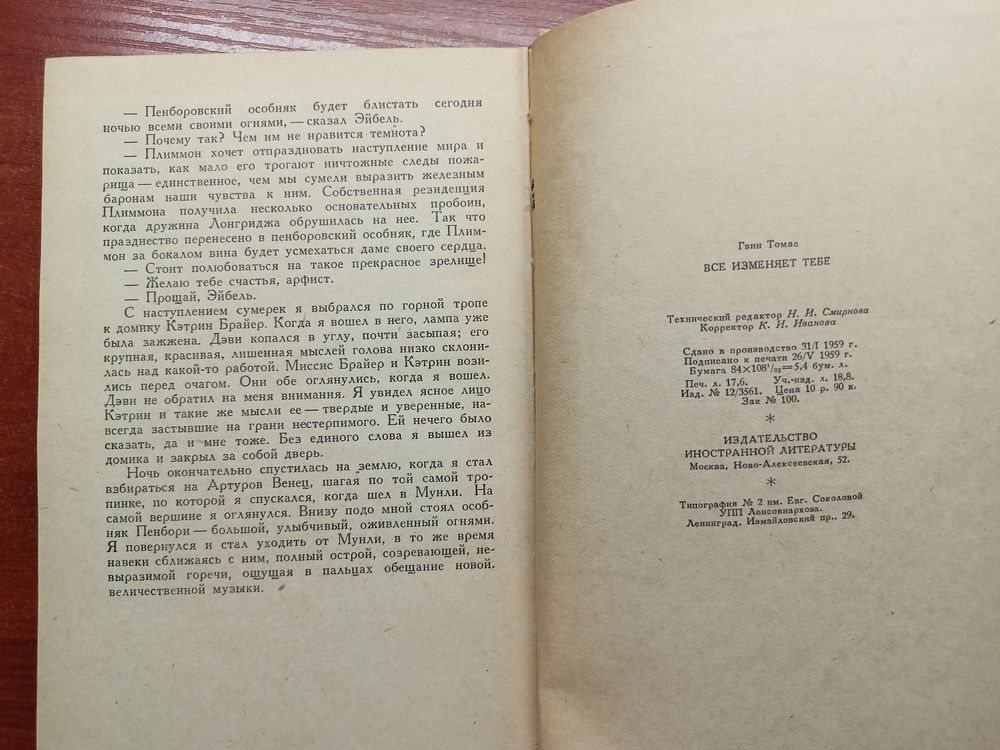 — Пенборовский особняк будет блистать сегодня
ночью всеми своими огнями, — сказал Эйбель.
— Почему так? Чем им не нравится темнота?
— Плиммон хочет отпраздновать наступление мира и
показать, как мало его трогают ничтожные следы пожа-
рища — единственное, чем мы сумели выразить железным
баронам наши чувства к ним. Собственная резиденция
Плиммона получила несколько основательных пробоин,
когда дружина Лонгриджа обрушилась на нее. Так что
празднество перенесено в пенборовский особняк, где Плим-
мон за бокалом вина будет усмехаться даме своего сердца.
— Стоит полюбоваться на такое прекрасное зрелище!
— Желаю тебе счастья, арфист.
— Прощай, Эйбель.
С наступлением сумерек я выбрался по горной тропе
к домику Кэтрин Брайер. Когда я вошел в него, лампа уже
была зажжена. Дэви копался в углу, почти засыпая; его
крупная, красивая, лишенная мыслей голова низко склони-
лась над какой-то работой. Миссис Брайер и Кэтрин вози-
лись перед очагом. Они обе оглянулись, когда я вошел.
Дэви не обратил на меня внимания. Я увидел ясное лицо
Кэтрин и такие же мысли ее — твердые и уверенные, на-
всегда застывшие на грани нестерпимого. Ей нечего было
сказать, да и мне тоже. Без единого слова я вышел из
домика и закрыл за собой дверь.
Ночь окончательно спустилась на землю, когда я стал
взбираться на Артуров Венец, шагая по той самой тро-
пинке, по которой я спускался, когда шел в Мунли. На
самой вершине я оглянулся. Внизу подо мной стоял особ-
няк Пенбори — большой, улыбчивый, оживленный огнями.
Я повернулся и стал уходить от Мунли, в то же время
навеки сближаясь с ним, полный острой, созревающей, не-
выразимой горечи, ощущая в пальцах обещание новой,
величественной музыки.
Гвин Томас
ВСЕ ИЗМЕНЯЕТ ТЕБЕ
Технический редактор Н. И. Смирнова
Корректор К. И. Иванова
Сдано в производство 31/I 1959 г.
Подписано к печати 26/V 1959 г.
Бумага 84×108¹/₃₂=5,4 бум. л.
Печ. л. 17,6. Уч.-изд. л. 18,8.
Изд. № 12/3561. Цена 10 р. 90 к.
Зак № 100.
*
ИЗДАТЕЛЬСТВО
ИНОСТРАННОЙ ЛИТЕРАТУРЫ
Москва, Ново-Алексеевская, 52.
*
Типография № 2 им. Евг. Соколовой
УПП Ленсовнархоза.
Ленинград, Измайловский пр., 29.